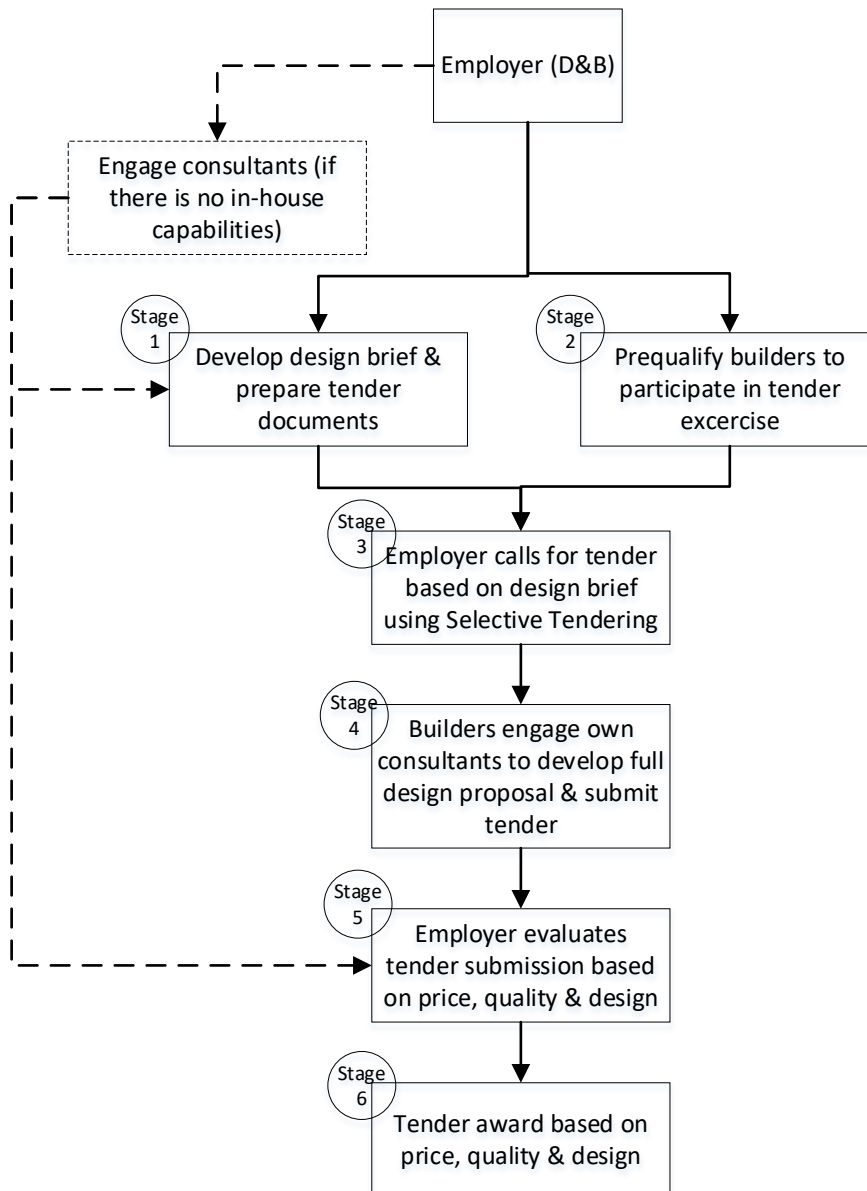 Employer (D&B)
Engage consultants (if
there is no in-house
capabilities)
Stage
1
Develop design brief &
prepare tender
documents
Stage
2
Prequalify builders to
participate in tender
excercise
Stage
3
Employer calls for tender
based on design brief
using Selective Tendering
Stage
4
Builders engage own
consultants to develop full
design proposal & submit
tender
Stage
5
Employer evaluates
tender submission based
on price, quality & design
Stage
6
Tender award based on
price, quality & design